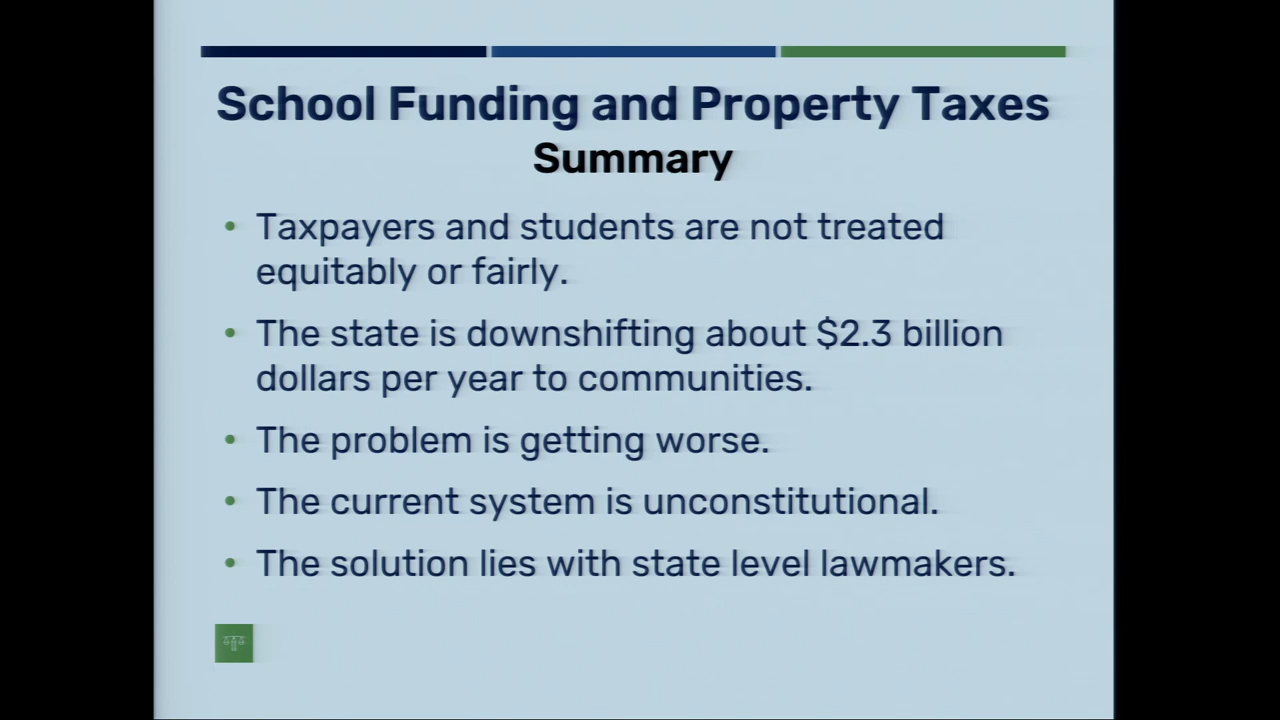 School Funding and Property Taxes
Summary
• Taxpayers and students are not treated
equitably or fairly.
• The state is downshifting about $2.3 billion
dollars per year to communities.
• The problem is getting worse.
• The current system is unconstitutional.
• The solution lies with state level lawmakers.